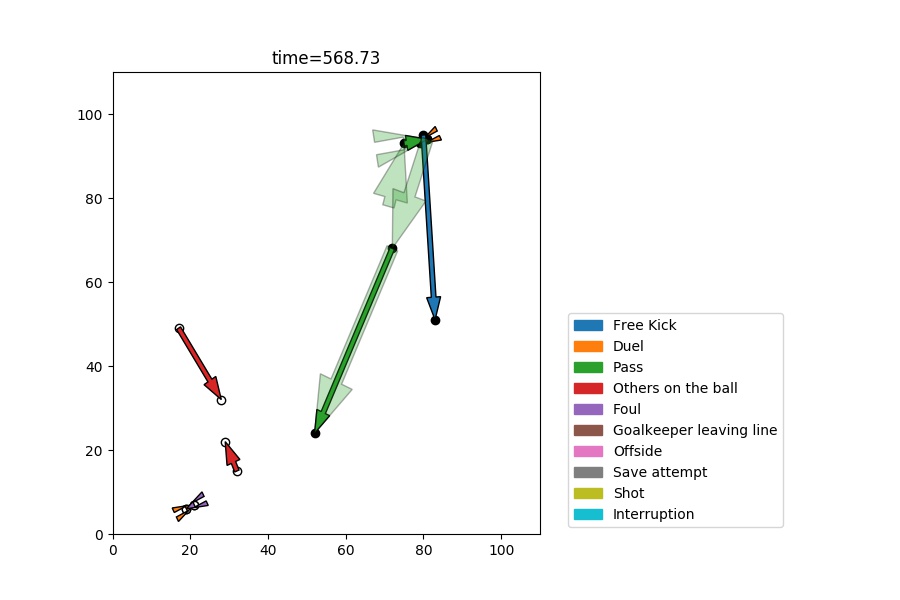 time=568.73
100
80
60
40
20
0
0 20 40 60 80 100
Free Kick
Duel
Pass
Others on the ball
Foul
Goalkeeper leaving line
Offside
Save attempt
Shot
Interruption